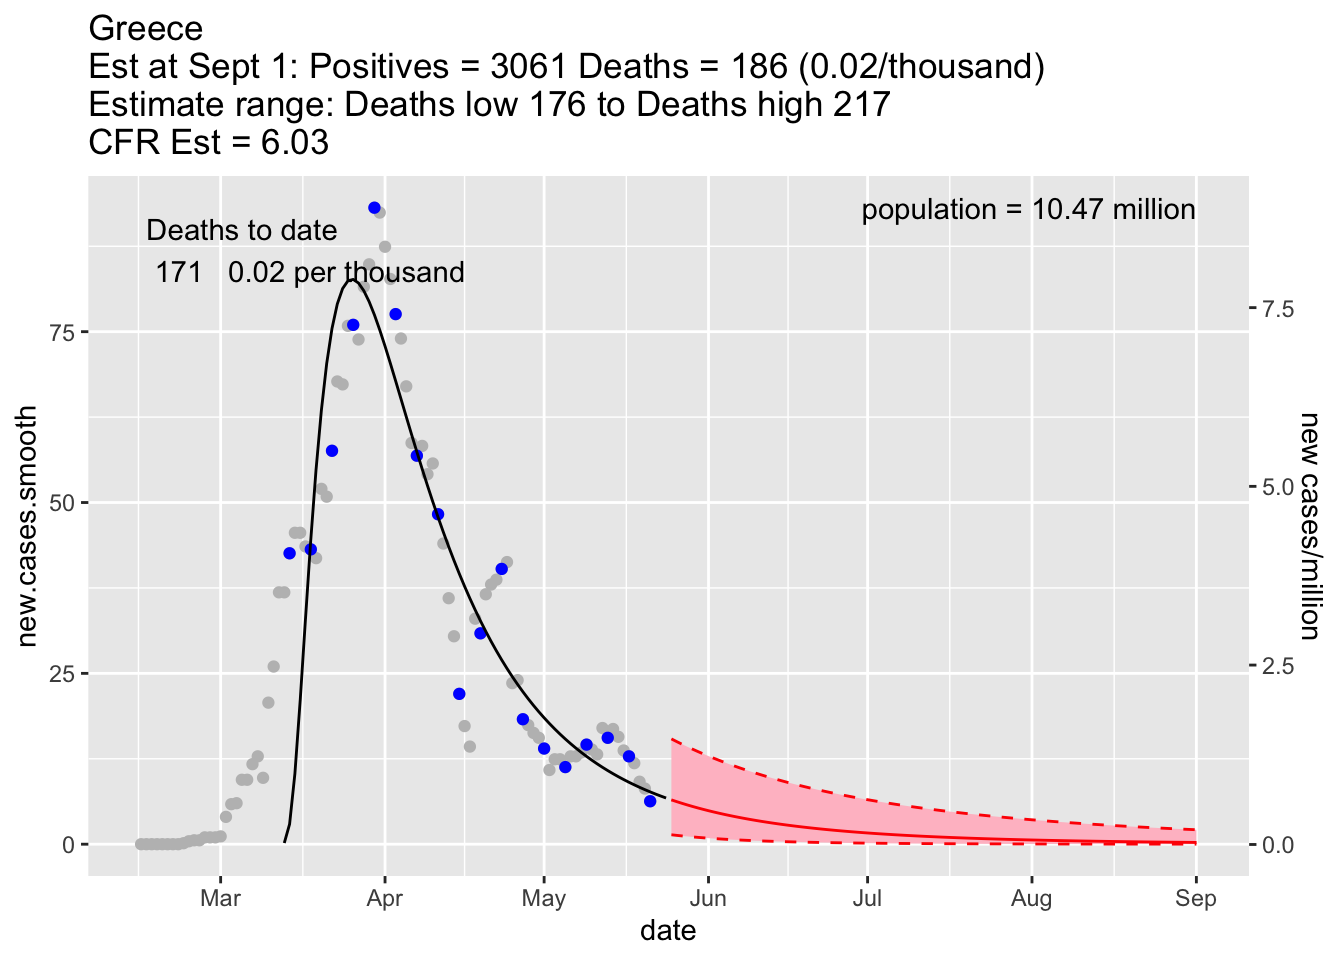 Greece
Est at Sept 1: Positives = 3061 Deaths = 186 (0.02/thousand)
Estimate range: Deaths low 176 to Deaths high 217
CFR Est = 6.03
population = 10.47 million
Deaths to date
171 0.02 per thousand
75
50
25
0
new.cases.smooth
7.5
5.0
2.5
0.0
new cases/million
Mar Apr May Jun Jul Aug Sep
date